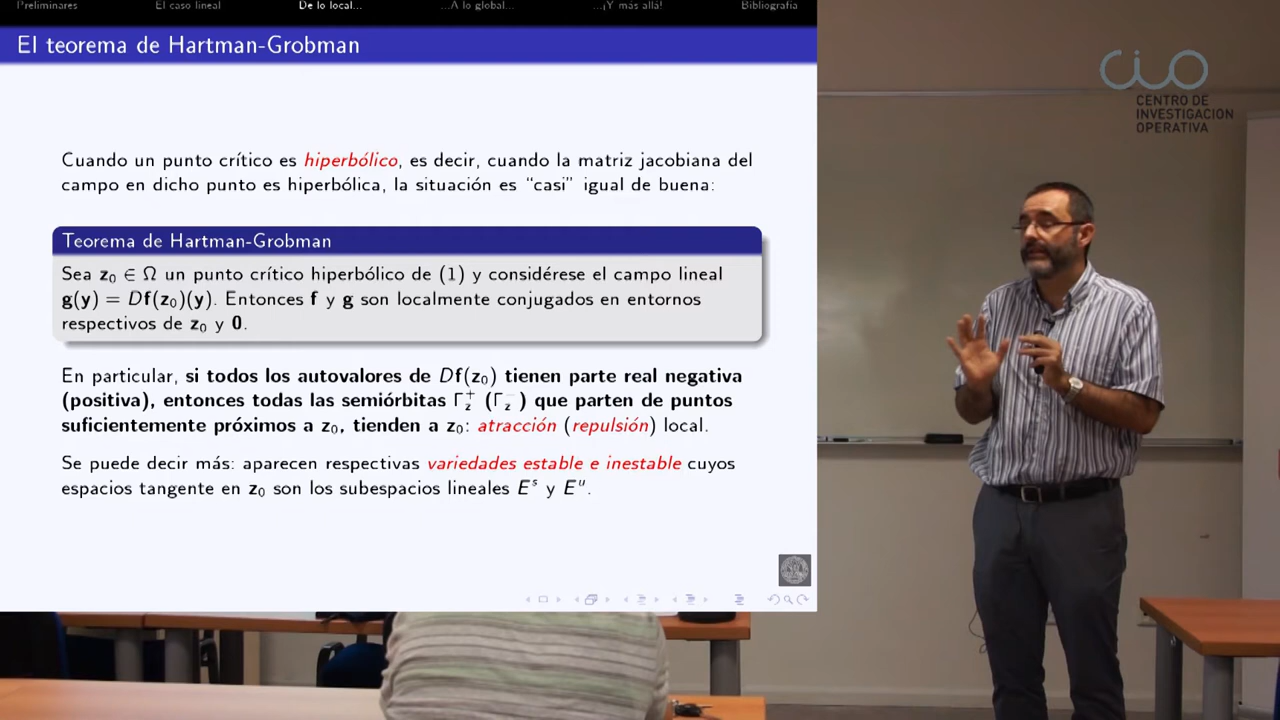 Preliminares El caso lineal De lo local... ...A lo global... ...¡Y más allá! Bibliografía
El teorema de Hartman-Grobman
Cuando un punto crítico es hiperbólico, es decir, cuando la matriz jacobiana del
campo en dicho punto es hiperbólica, la situación es “casi” igual de buena:
Teorema de Hartman-Grobman
Sea z₀ ∈ Ω un punto crítico hiperbólico de (1) y considérese el campo lineal
g(y) = Df(z₀)(y). Entonces f y g son localmente conjugados en entornos
respectivos de z₀ y 0.
En particular, si todos los autovalores de Df(z₀) tienen parte real negativa
(positiva), entonces todas las semiórbitas Γ_z^+ (Γ_z^-) que parten de puntos
suficientemente próximos a z₀, tienden a z₀: atracción (repulsión) local.
Se puede decir más: aparecen respectivas variedades estable e inestable cuyos
espacios tangente en z₀ son los subespacios lineales E^s y E^u.
cio
CENTRO DE
INVESTIGACION
OPERATIVA